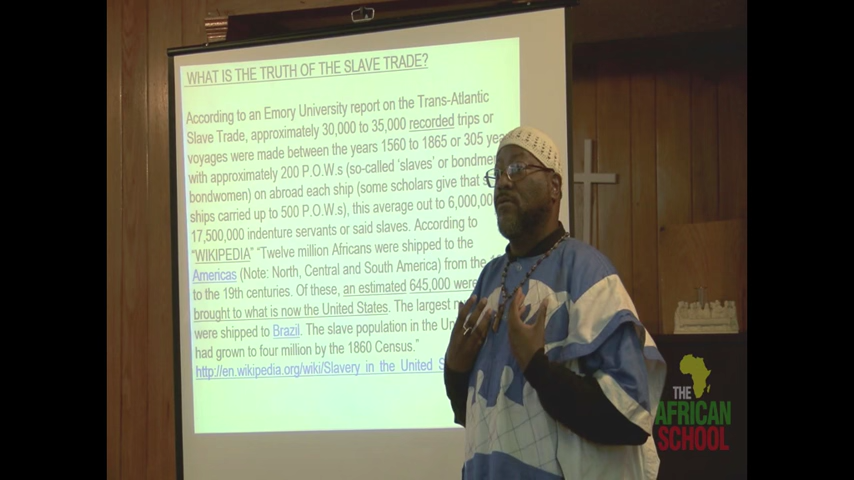 WHAT IS THE TRUTH OF THE SLAVE TRADE?
According to an Emory University report on the Trans-Atlantic
Slave Trade, approximately 30,000 to 35,000 recorded trips or
voyages were made between the years 1560 to 1865 or 305
with approximately 200 P.O.W.s (so-called 'slaves' or bondmen
bondwomen) on abroad each ship (some scholars give that
ships carried up to 500 P.O.W.s), this average out to 6,000,00
17,500,000 indenture servants or said slaves. According to
"WIKIPEDIA" "Twelve million Africans were shipped to the
Americas (Note: North, Central and South America) from the
to the 19th centuries. Of these, an estimated 645,000 were
brought to what is now the United States. The largest
were shipped to Brazil. The slave population in the
had grown to four million by the 1860 Census."
http://en.wikipedia.org/wiki/Slavery_in_the_United_S
THE
AFRICAN
SCHOOL